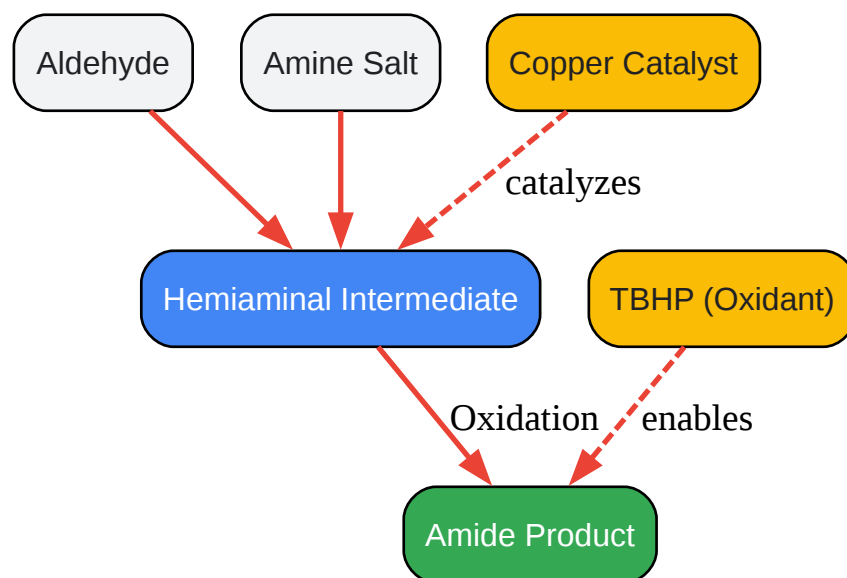 Aldehyde
Amine Salt
Copper Catalyst
catalyzes
Hemiaminal Intermediate
TBHP (Oxidant)
Oxidation
enables
Amide Product